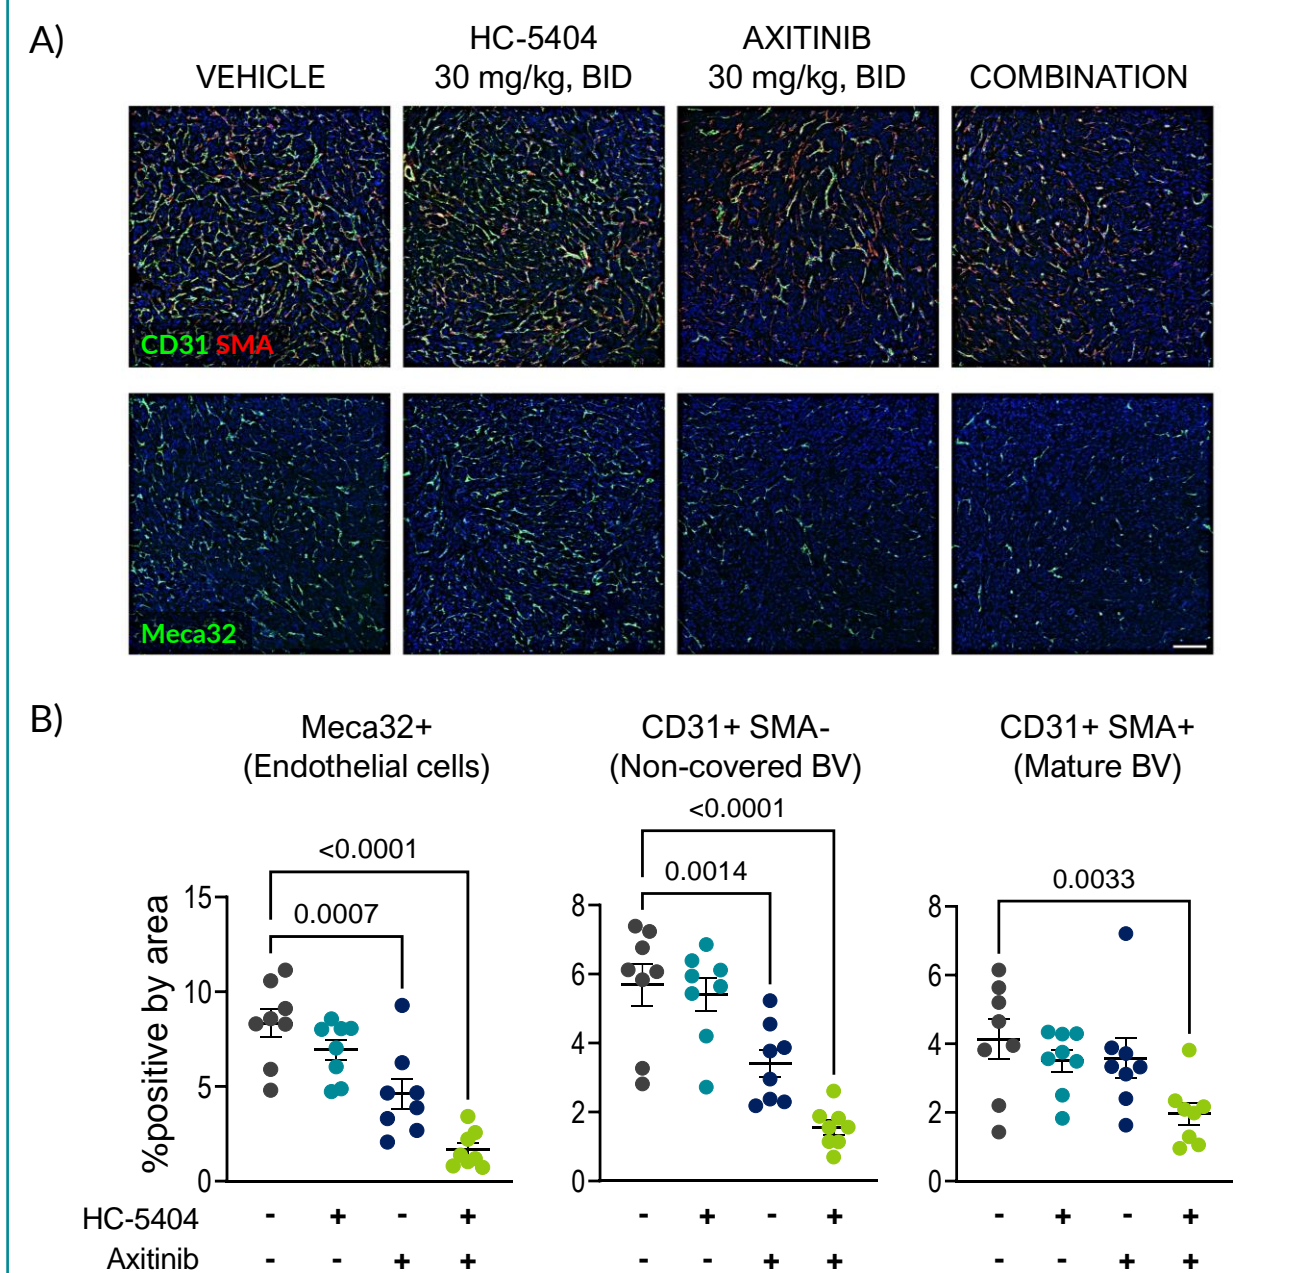 A)
VEHICLE
HC-5404
30 mg/kg, BID
AXITINIB
30 mg/kg, BID
COMBINATION
CD31 SMA
Meca32
B)
Meca32+
(Endothelial cells)
CD31+ SMA-
(Non-covered BV)
CD31+ SMA+
(Mature BV)
%positive by area
15
10
5
0
<0.0001
0.0007
8
6
4
2
0
<0.0001
0.0014
8
6
4
2
0
0.0033
HC-5404 - + - + - + - + - + - +
Axitinib - - + + - - + + - - + +